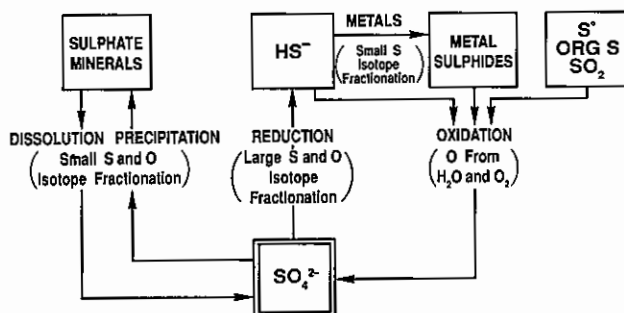 SULPHATE
MINERALS
HS⁻
METALS
(Small S
Isotope
Fractionation)
METAL
SULPHIDES
S°
ORG S
SO₂
DISSOLUTION PRECIPITATION
(Small S and O
Isotope Fractionation)
REDUCTION
(Large S and O
Isotope
Fractionation)
OXIDATION
(O From
H₂O and O₂)
SO₄²⁻